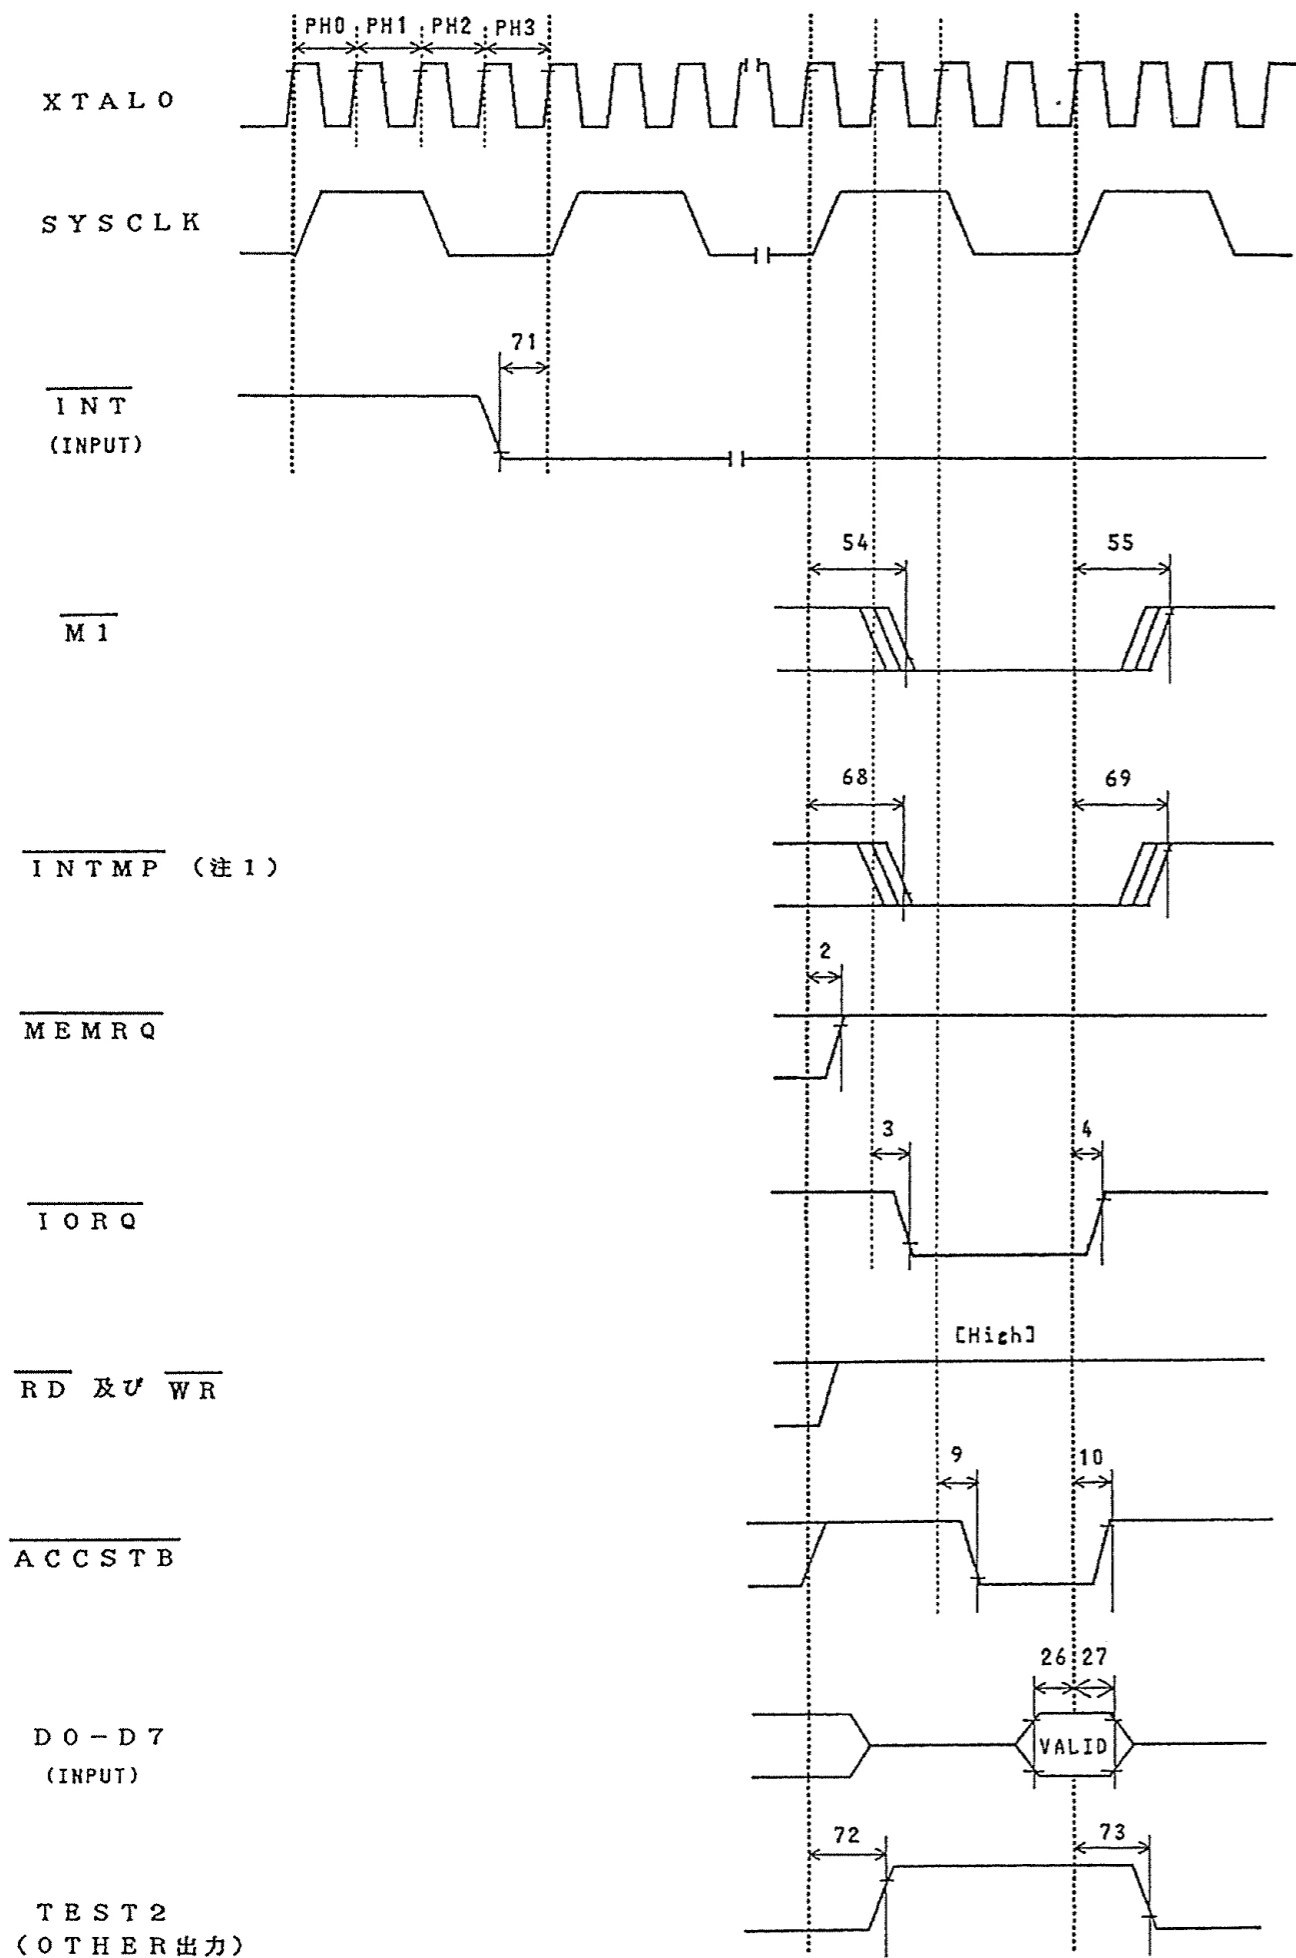 PH0 PH1 PH2 PH3
XTALO
SYSCLK
71
INT
(INPUT)
54 55
M1
68 69
INTMP (注1)
2
MEMRQ
3 4
IORQ
[High]
RD 及び WR
9 10
ACCSTB
26 27
D0-D7
VALID
(INPUT)
72 73
TEST2
(OTHER出力)